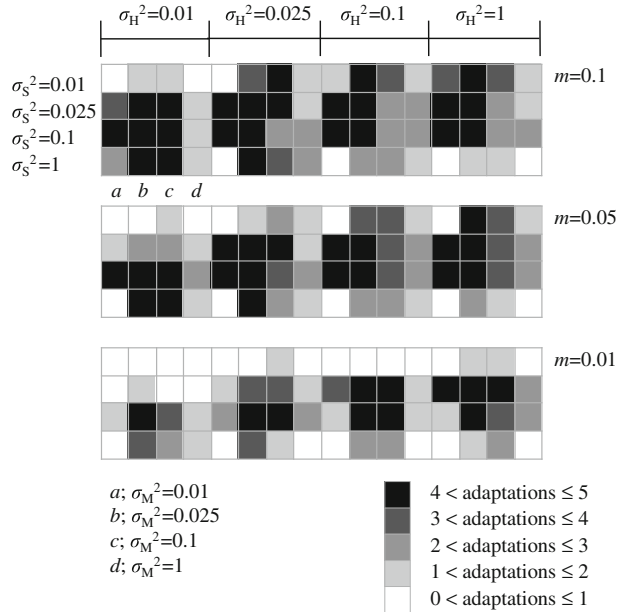 σH²=0.01 σH²=0.025 σH²=0.1 σH²=1
m=0.1
σS²=0.01
σS²=0.025
σS²=0.1
σS²=1
a b c d
m=0.05
m=0.01
a; σM²=0.01
b; σM²=0.025
c; σM²=0.1
d; σM²=1
4 < adaptations ≤ 5
3 < adaptations ≤ 4
2 < adaptations ≤ 3
1 < adaptations ≤ 2
0 < adaptations ≤ 1